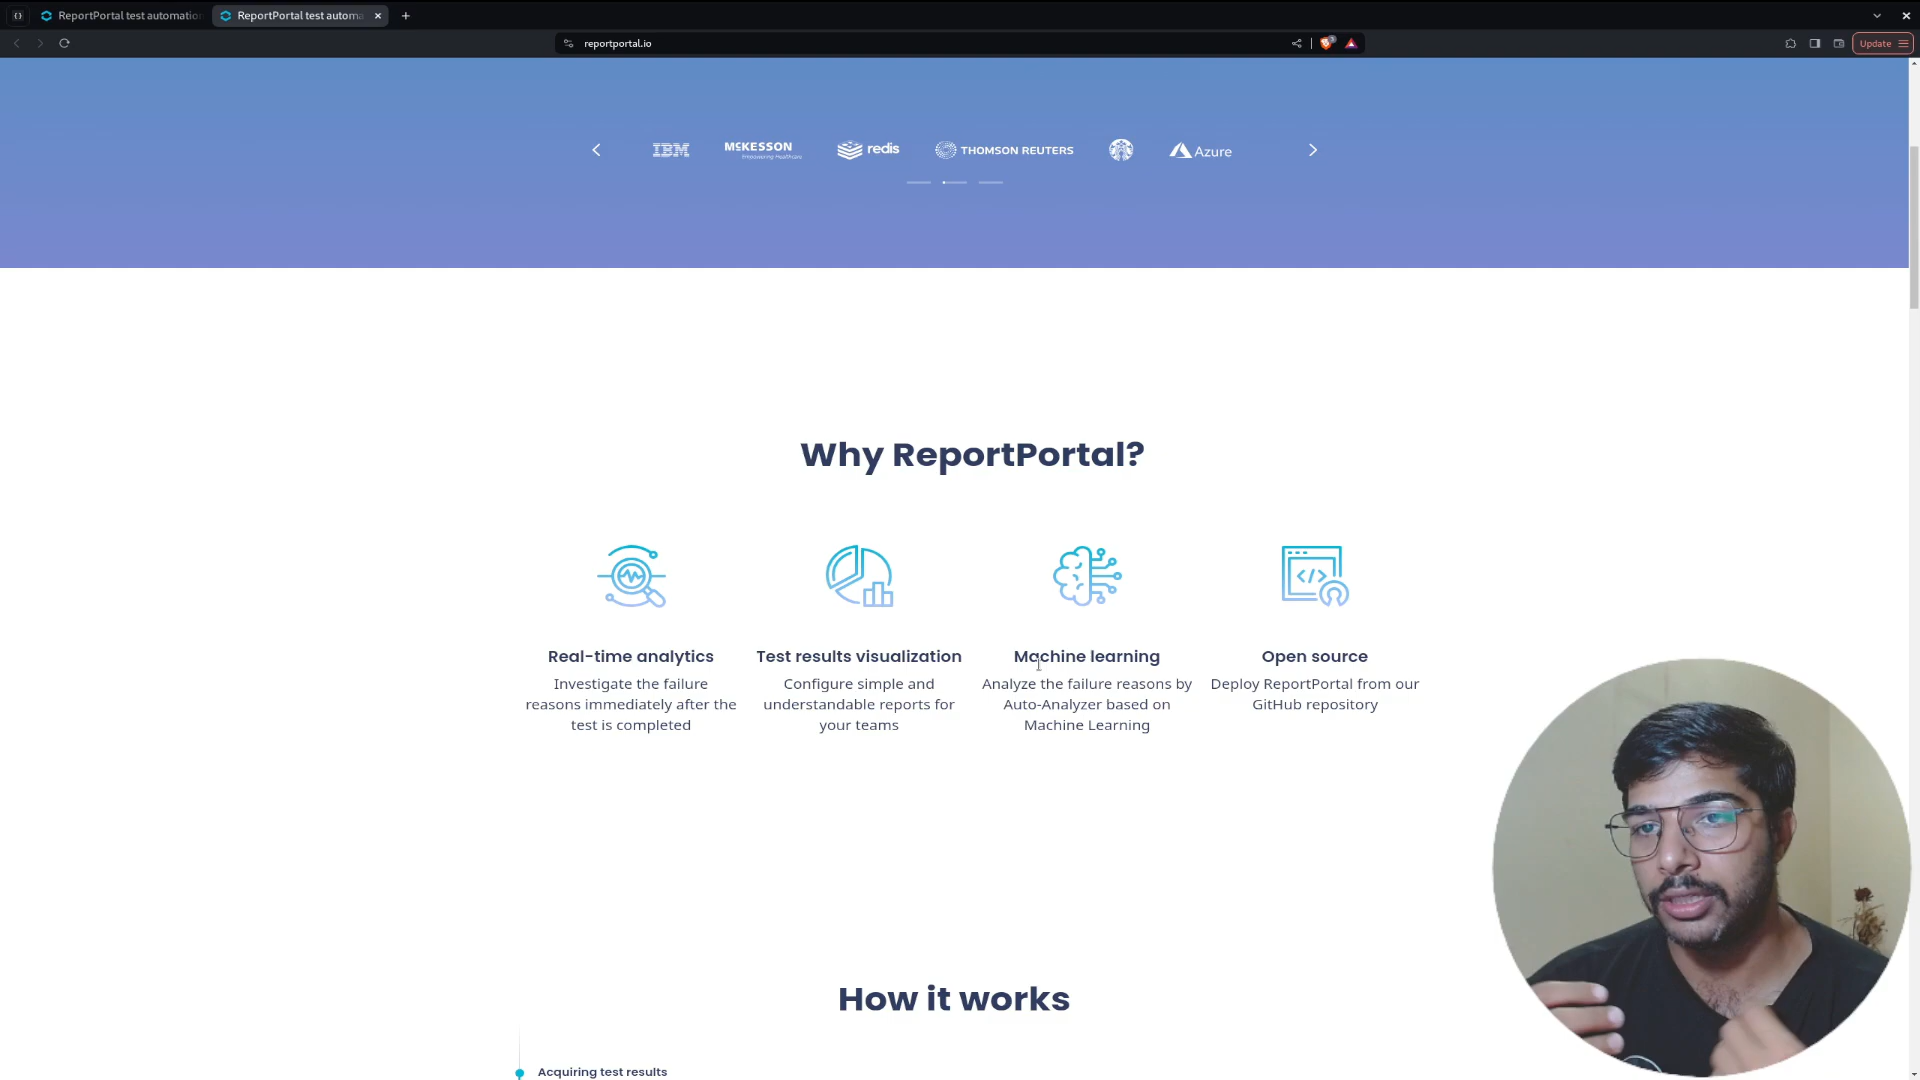 ReportPortal test automation
ReportPortal test automa
reportportal.io
Update
IBM
MCKESSON
Empowering Healthcare
redis
THOMSON REUTERS
Azure
Why ReportPortal?
Real-time analytics
Investigate the failure
reasons immediately after the
test is completed
Test results visualization
Configure simple and
understandable reports for
your teams
Machine learning
Analyze the failure reasons by
Auto-Analyzer based on
Machine Learning
Open source
Deploy ReportPortal from our
GitHub repository
How it works
Acquiring test results